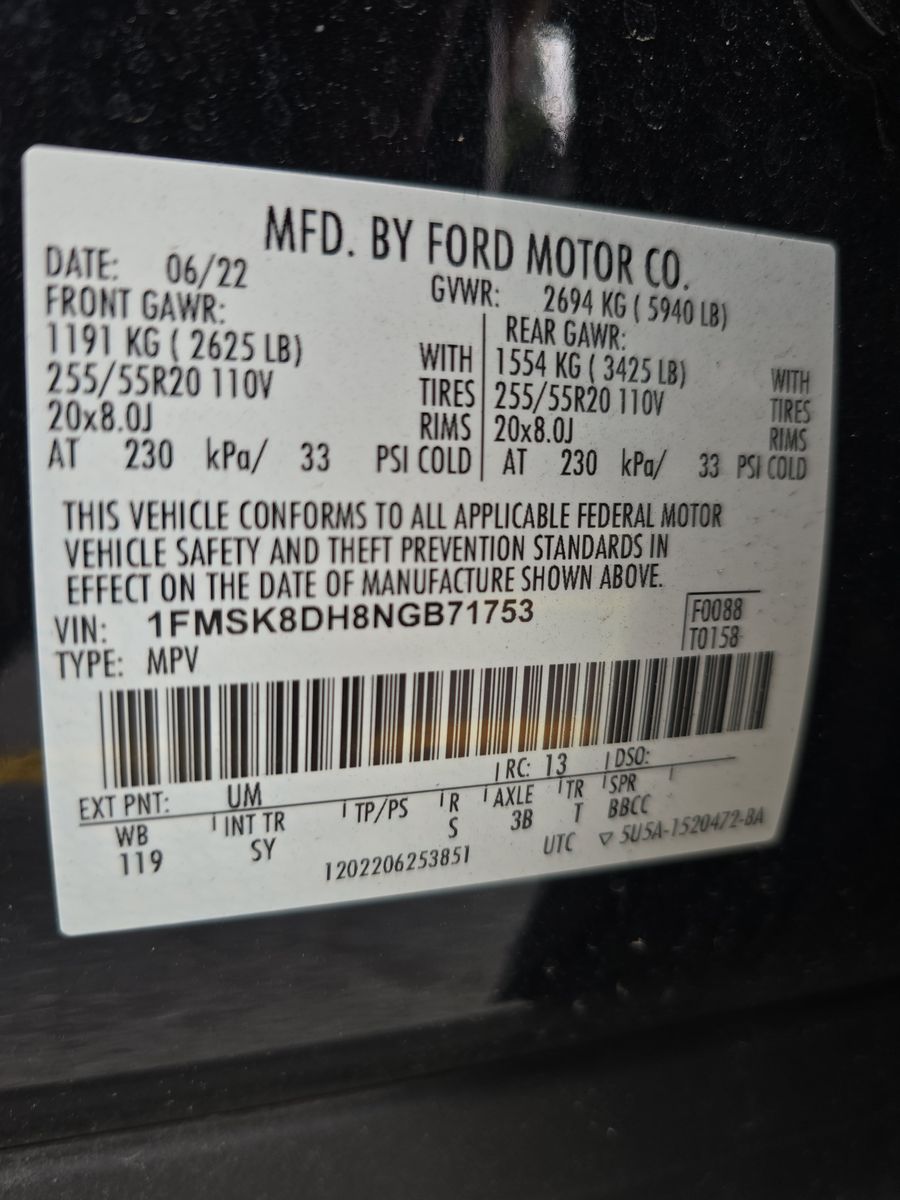 MFD. BY FORD MOTOR CO.
DATE: 06/22 GVWR: 2694 KG ( 5940 LB)
FRONT GAWR: REAR GAWR:
1191 KG ( 2625 LB) WITH 1554 KG ( 3425 LB) WITH
255/55R20 110V TIRES 255/55R20 110V TIRES
20x8.0J RIMS 20x8.0J RIMS
AT 230 kPa/ 33 PSI COLD AT 230 kPa/ 33 PSI COLD
THIS VEHICLE CONFORMS TO ALL APPLICABLE FEDERAL MOTOR
VEHICLE SAFETY AND THEFT PREVENTION STANDARDS IN
EFFECT ON THE DATE OF MANUFACTURE SHOWN ABOVE.
VIN: 1FMSK8DH8NGB71753 F0088
TYPE: MPV T0158
EXT PNT: UM RC: 13 DSO:
WB INT TR TP/PS R AXLE TR SPR
119 SY S 3B T BBCC
1202206253851 UTC ▽ 5U5A-1520472-BA